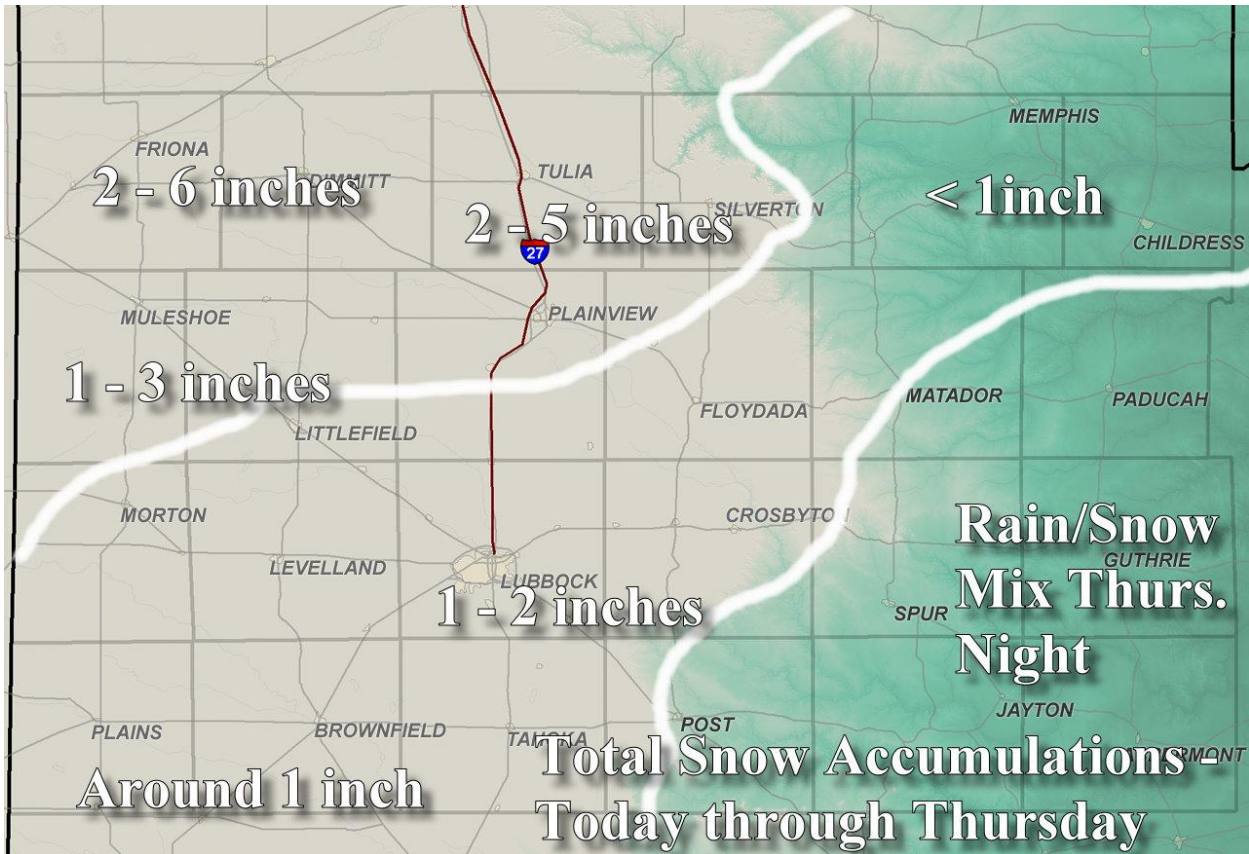 MEMPHIS
FRIONA
2 - 6 inches
DIMMITT
TULIA
< 1inch
2 - 5 inches
SILVERTON
CHILDRESS
27
MULESHOE
PLAINVIEW
1 - 3 inches
MATADOR
PADUCAH
FLOYDADA
LITTLEFIELD
MORTON
CROSBYTON
Rain/Snow
GUTHRIE
LEVELLAND
LUBBOCK
Mix Thurs.
1 - 2 inches
SPUR
Night
JAYTON
PLAINS
BROWNFIELD
TAHOKA
POST
Total Snow Accumulations -
Around 1 inch
Today through Thursday